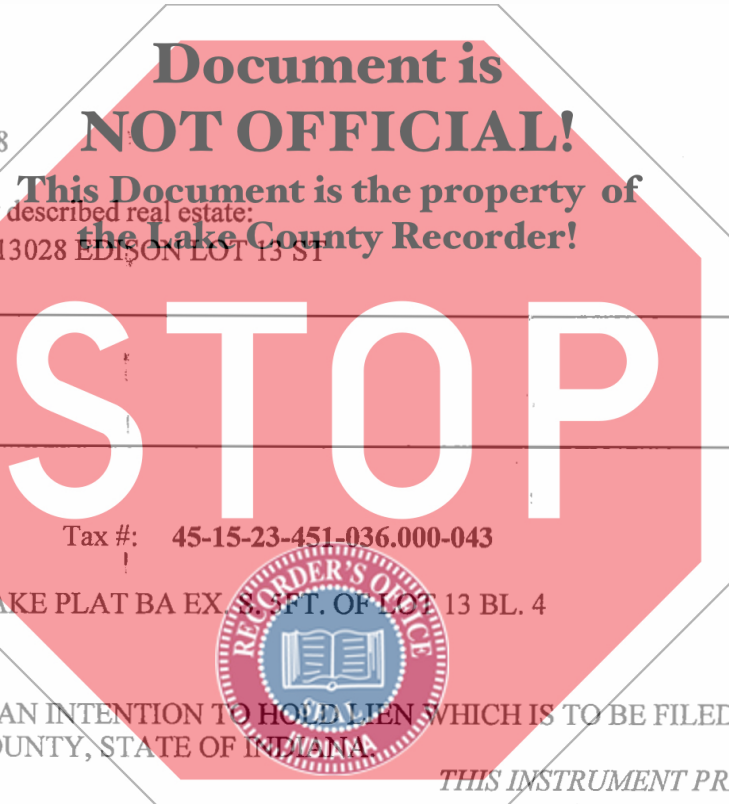 Document is
NOT OFFICIAL!
8
This Document is the property of
described real estate:
the Lake County Recorder!
13028 EDISON LOT 13 ST
STOP
Tax #: 45-15-23-451-036.000-043
RECORDER'S OFFICE
AKE PLAT BA EX. S. 5FT. OF LOT 13 BL. 4
SEAL
AN INTENTION TO HOLD LIEN WHICH IS TO BE FILED
INDIANA
OUNTY, STATE OF INDIANA.
THIS INSTRUMENT PR